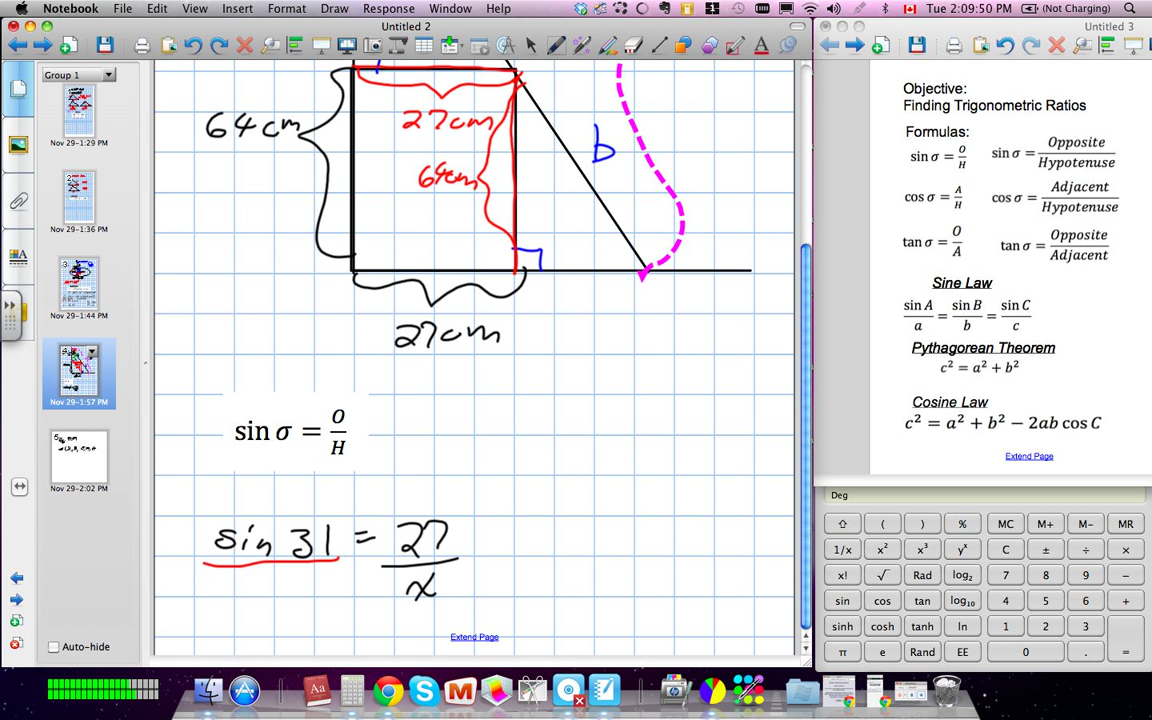 Notebook File Edit View Insert Format Draw Response Window Help
Tue 2:09:50 PM (Not Charging)
Untitled 2
Untitled 3
Group 1
Nov 29-1:29 PM
Nov 29-1:36 PM
Nov 29-1:44 PM
Nov 29-1:57 PM
Nov 29-2:02 PM
Auto-hide
64cm
27cm
64cm
b
27cm
sin σ = O/H
sin 31 = 27/x
Extend Page
Objective:
Finding Trigonometric Ratios
Formulas:
sin σ = O/H sin σ = Opposite/Hypotenuse
cos σ = A/H cos σ = Adjacent/Hypotenuse
tan σ = O/A tan σ = Opposite/Adjacent
Sine Law
sin A/a = sin B/b = sin C/c
Pythagorean Theorem
c² = a² + b²
Cosine Law
c² = a² + b² − 2ab cos C
Extend Page
Deg
( ) % MC M+ M− MR
1/x x² x³ yˣ C ± ÷ ×
x! √ Rad log₂ 7 8 9 −
sin cos tan log₁₀ 4 5 6 +
sinh cosh tanh ln 1 2 3
π e Rand EE 0 . =